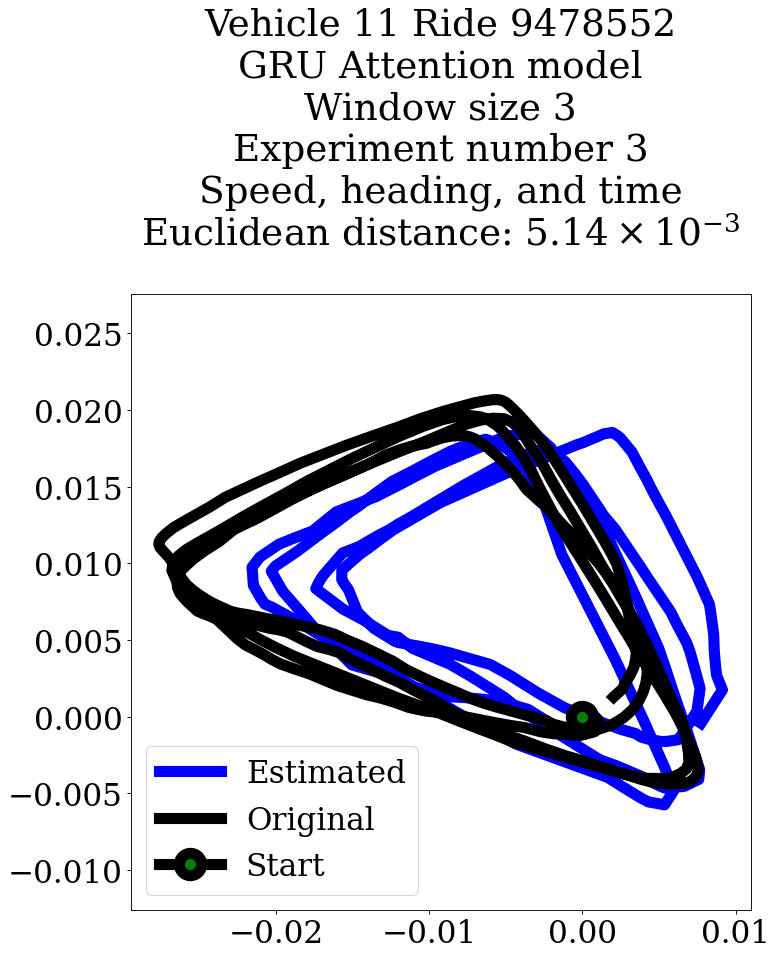 Vehicle 11 Ride 9478552
GRU Attention model
Window size 3
Experiment number 3
Speed, heading, and time
Euclidean distance: 5.14 × 10⁻³
0.025
0.020
0.015
0.010
0.005
0.000
−0.005
−0.010
Estimated
Original
Start
−0.02
−0.01
0.00
0.01